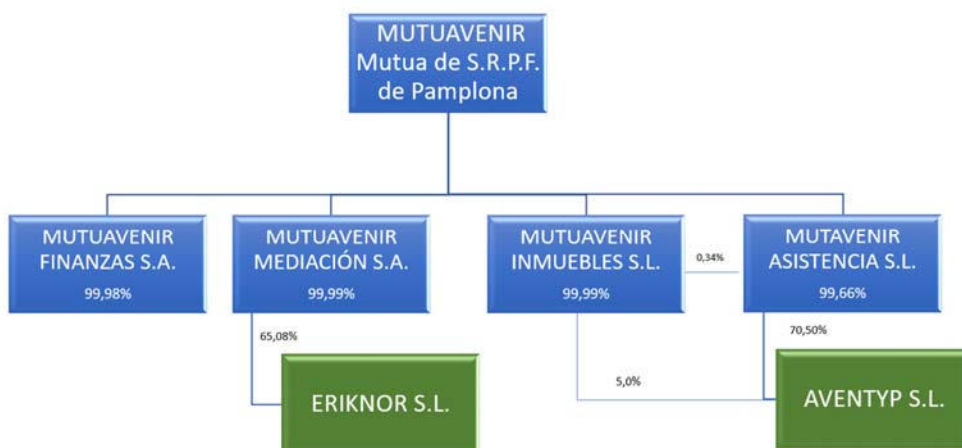 MUTUAVENIR
Mutua de S.R.P.F.
de Pamplona
MUTUAVENIR
FINANZAS S.A.
99,98%
MUTUAVENIR
MEDIACIÓN S.A.
99,99%
MUTUAVENIR
INMUEBLES S.L.
99,99%
0,34%
MUTAVENIR
ASISTENCIA S.L.
99,66%
65,08%
70,50%
5,0%
ERIKNOR S.L.
AVENTYP S.L.